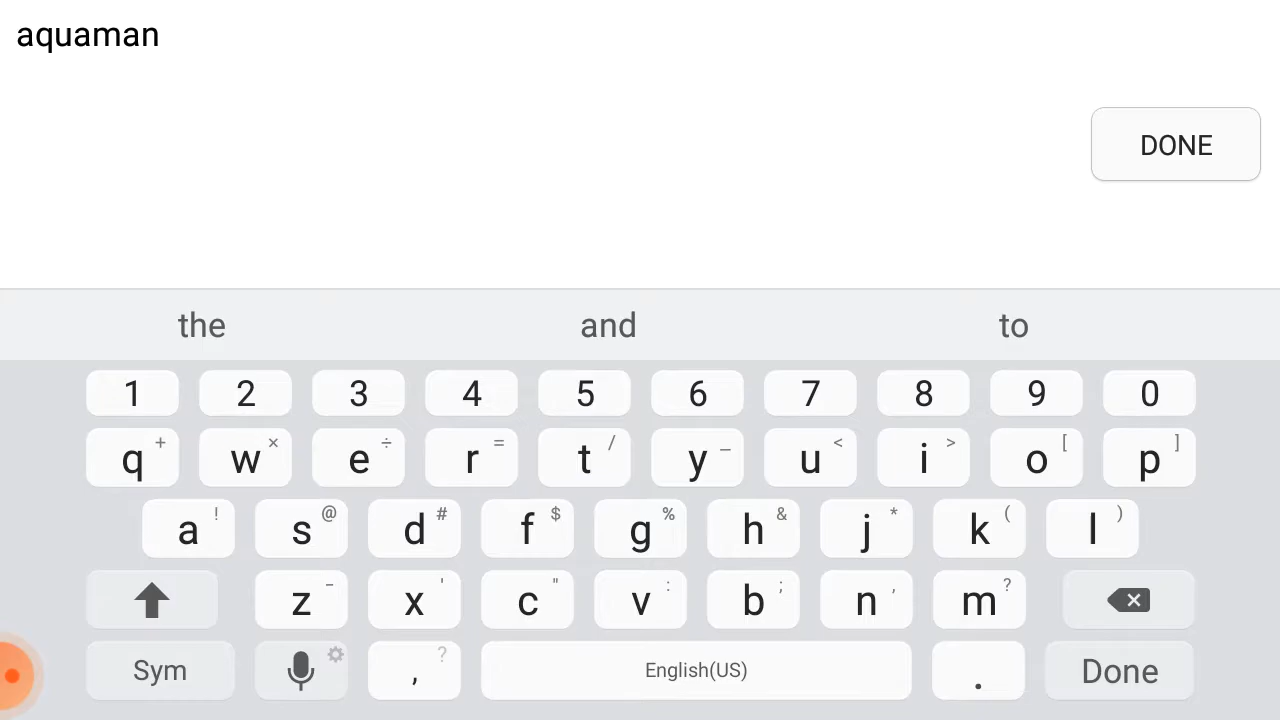 aquaman
DONE
the and to
1 2 3 4 5 6 7 8 9 0
q + w × e ÷ r = t / y – u < i > o [ p ]
a ! s @ d # f $ g % h & j * k ( l )
z - x ' c " v : b ; n , m ?
Sym , ? English(US) . Done